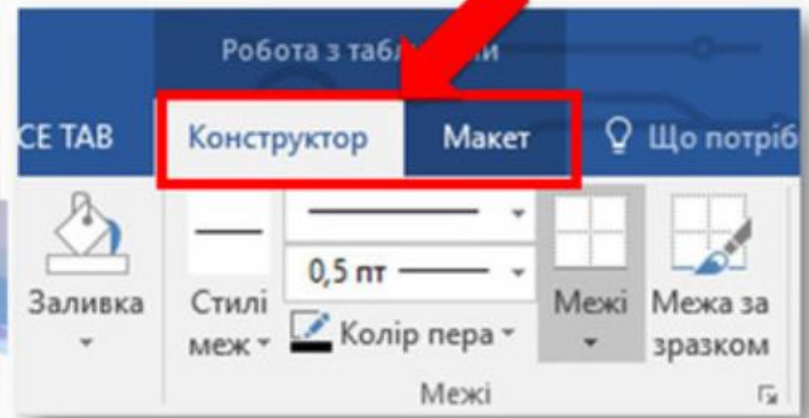 Робота з
CE TAB Конструктор Макет Що потріб
0,5 пт
Заливка Стилі меж Колір пера Межі Межа за зразком
Межі